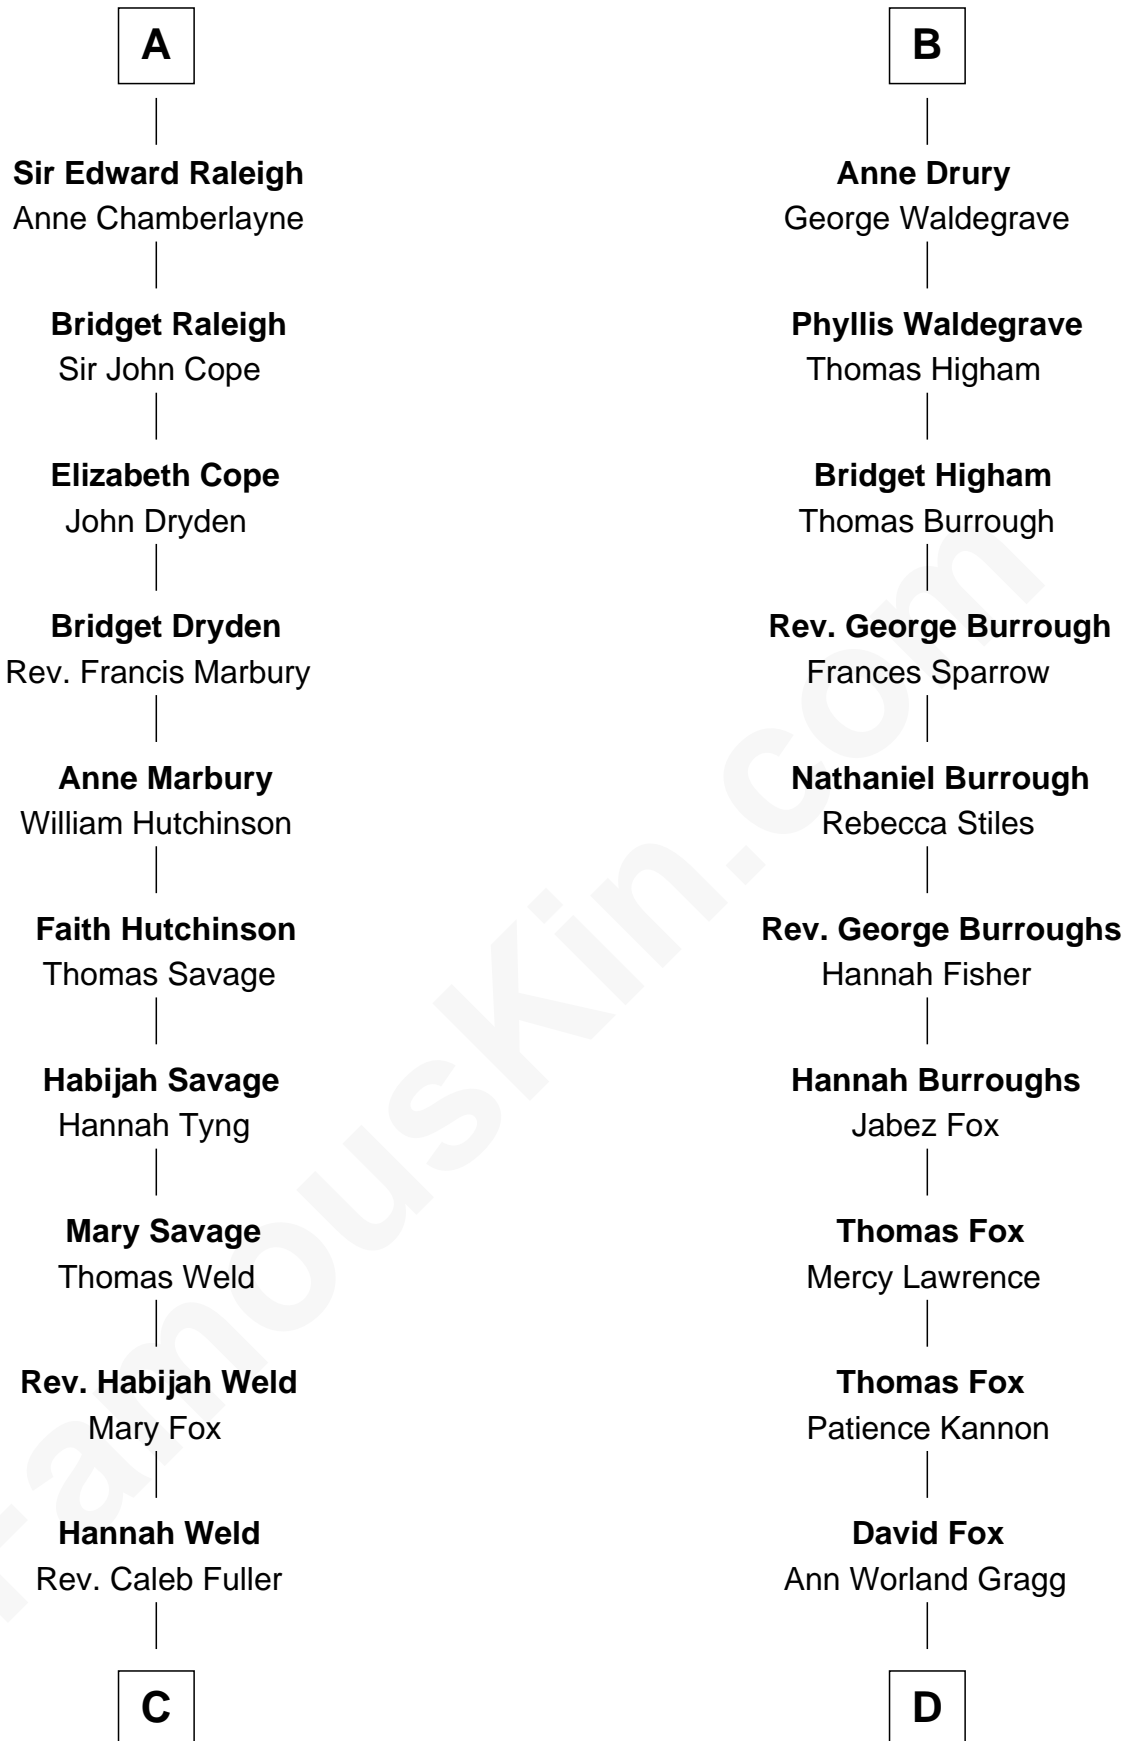 A
Sir Edward Raleigh
Anne Chamberlayne
Bridget Raleigh
Sir John Cope
Elizabeth Cope
John Dryden
Bridget Dryden
Rev. Francis Marbury
Anne Marbury
William Hutchinson
Faith Hutchinson
Thomas Savage
Habijah Savage
Hannah Tyng
Mary Savage
Thomas Weld
Rev. Habijah Weld
Mary Fox
Hannah Weld
Rev. Caleb Fuller
C
B
Anne Drury
George Waldegrave
Phyllis Waldegrave
Thomas Higham
Bridget Higham
Thomas Burrough
Rev. George Burrough
Frances Sparrow
Nathaniel Burrough
Rebecca Stiles
Rev. George Burroughs
Hannah Fisher
Hannah Burroughs
Jabez Fox
Thomas Fox
Mercy Lawrence
Thomas Fox
Patience Kannon
David Fox
Ann Worland Gragg
D
FamousKin.com